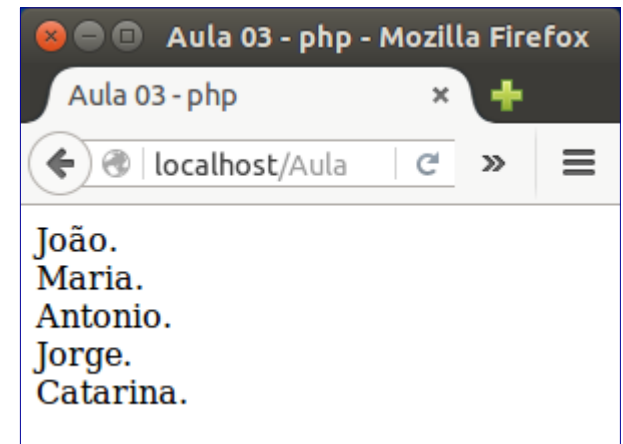 Aula 03 - php - Mozilla Firefox
Aula 03 - php
localhost/Aula
João.
Maria.
Antonio.
Jorge.
Catarina.